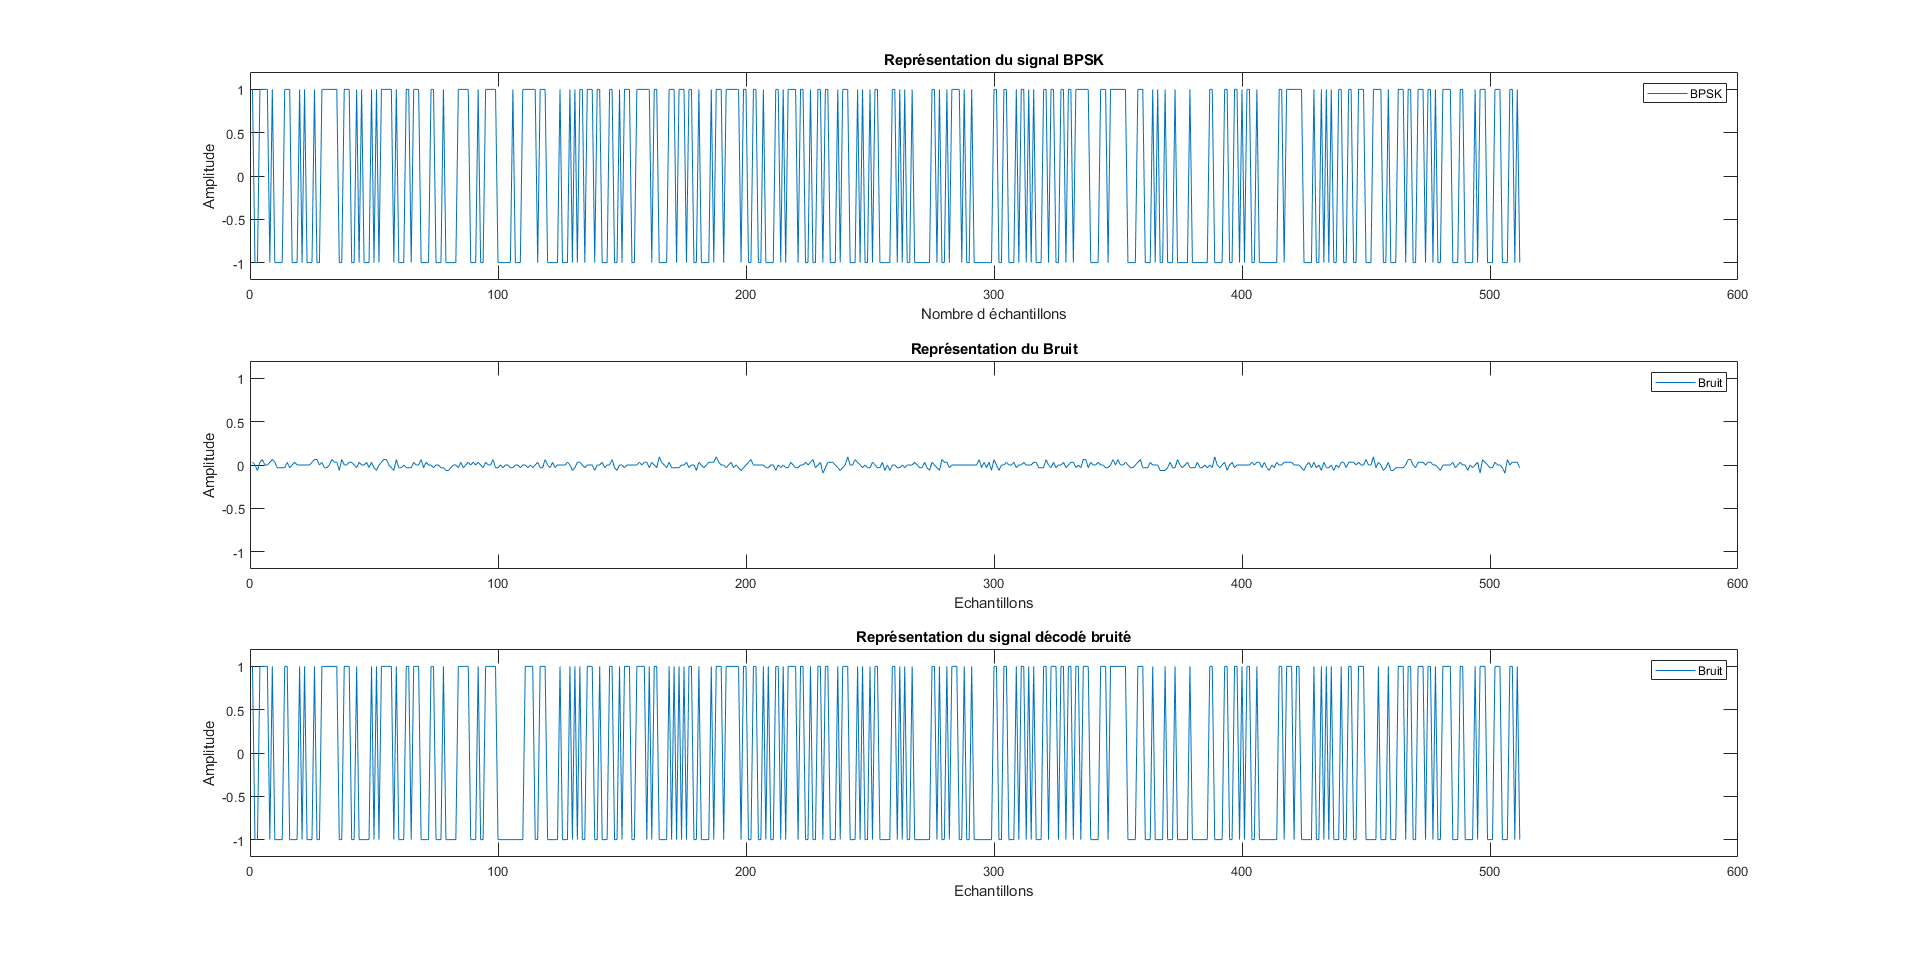 Représentation du signal BPSK
BPSK
1
0.5
0
-0.5
-1
Amplitude
0 100 200 300 400 500 600
Nombre d échantillons
Représentation du Bruit
Bruit
1
0.5
0
-0.5
-1
Amplitude
0 100 200 300 400 500 600
Echantillons
Représentation du signal décodé bruité
Bruit
1
0.5
0
-0.5
-1
Amplitude
0 100 200 300 400 500 600
Echantillons